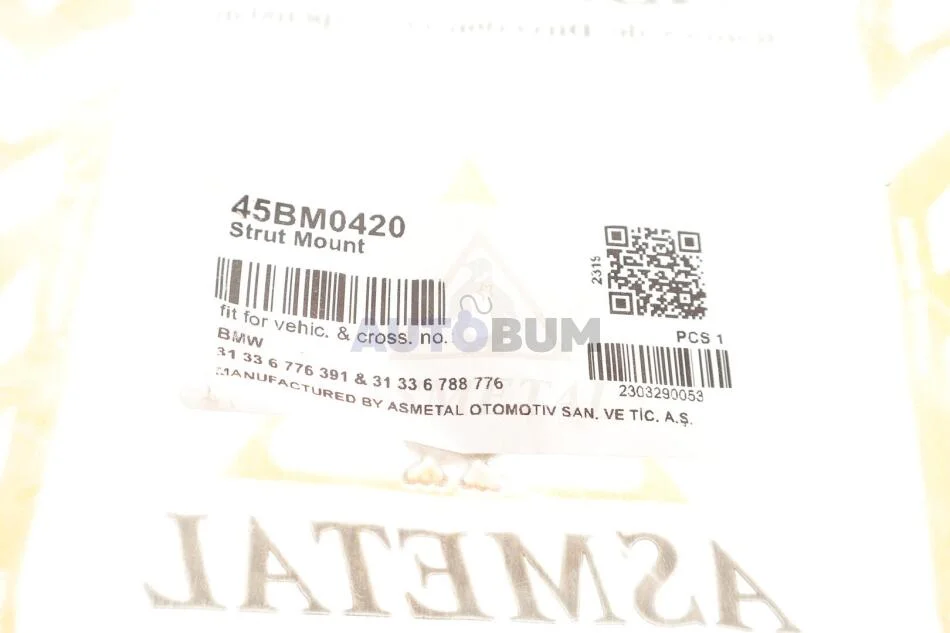 45BM0420
Strut Mount
2315
fit for vehic. & cross. no.:
BMW
31 33 6 776 391 & 31 33 6 788 776
MANUFACTURED BY ASMETAL OTOMOTIV SAN. VE TİC. A.Ş.
PCS 1
2303290053
AUTOBUM
ASMETAL
ASMETAL